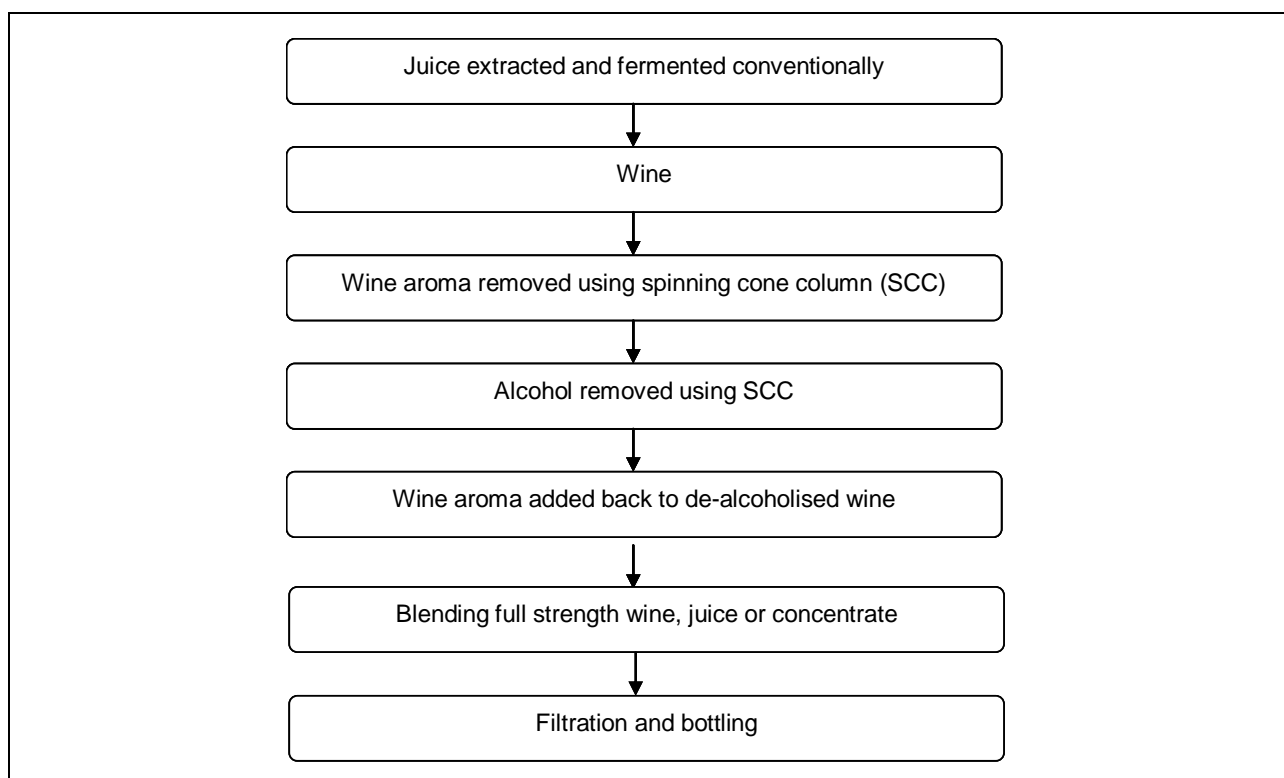 Juice extracted and fermented conventionally
Wine
Wine aroma removed using spinning cone column (SCC)
Alcohol removed using SCC
Wine aroma added back to de-alcoholised wine
Blending full strength wine, juice or concentrate
Filtration and bottling